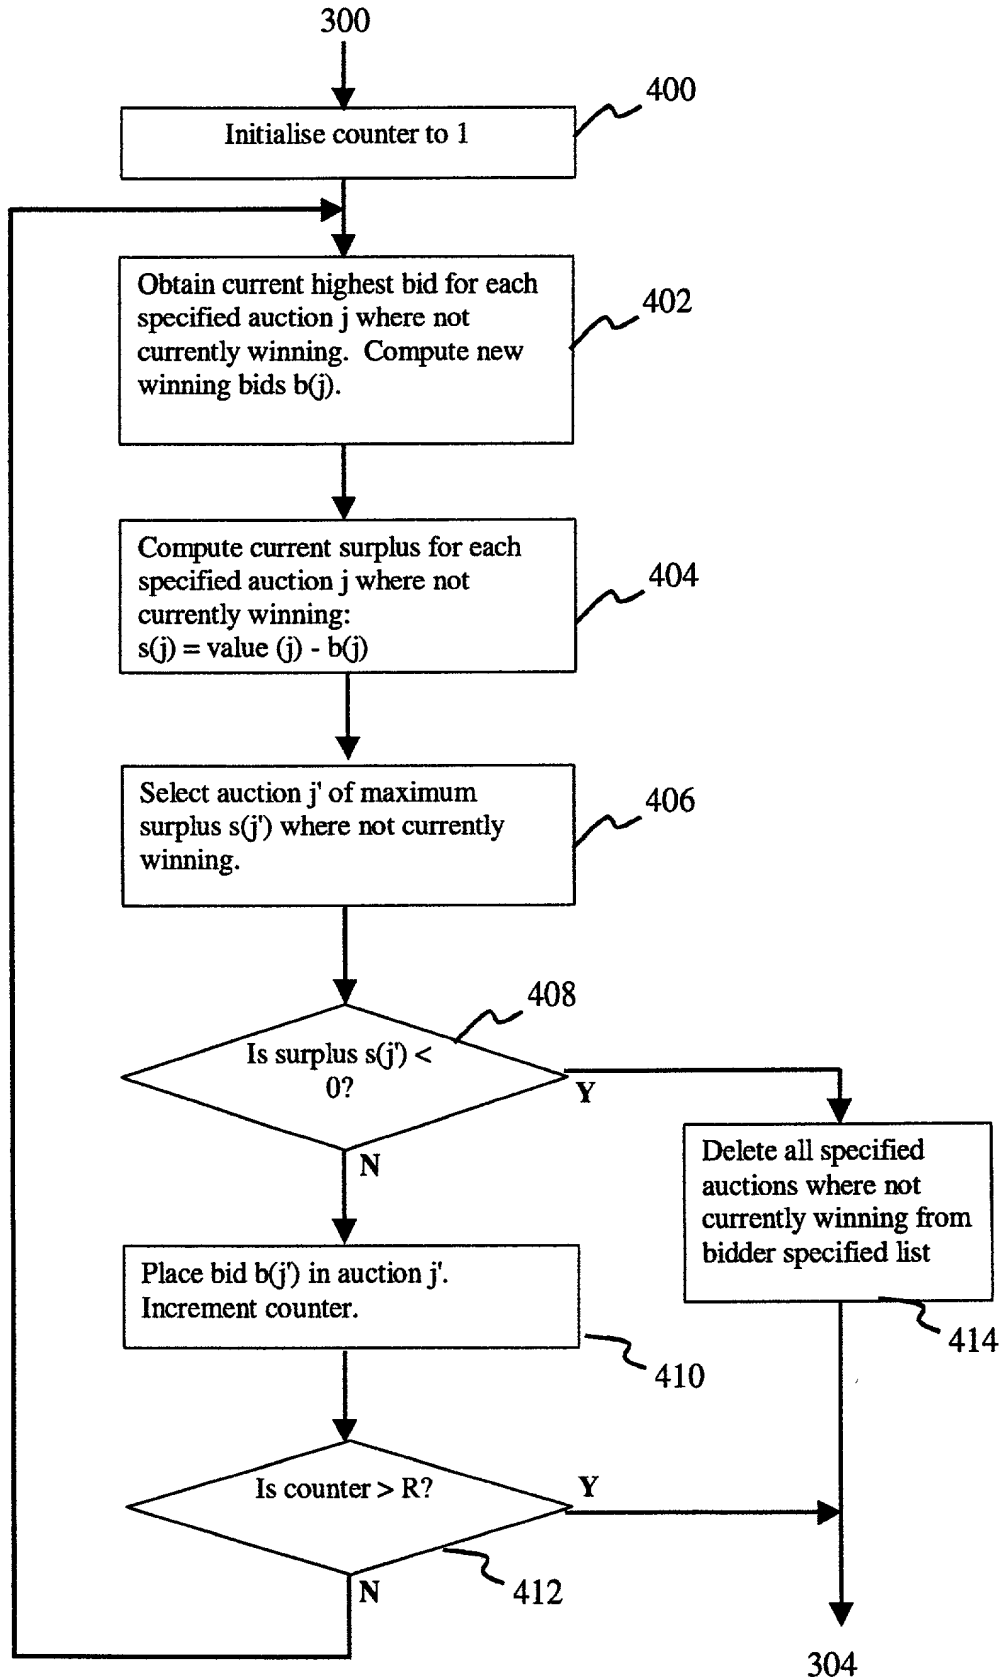 300
400
Initialise counter to 1
Obtain current highest bid for each
specified auction j where not
currently winning. Compute new
winning bids b(j).
402
Compute current surplus for each
specified auction j where not
currently winning:
s(j) = value (j) - b(j)
404
Select auction j' of maximum
surplus s(j') where not currently
winning.
406
408
Is surplus s(j') <
0?
Y
N
Delete all specified
auctions where not
currently winning from
bidder specified list
414
Place bid b(j') in auction j'.
Increment counter.
410
Is counter > R?
Y
N
412
304